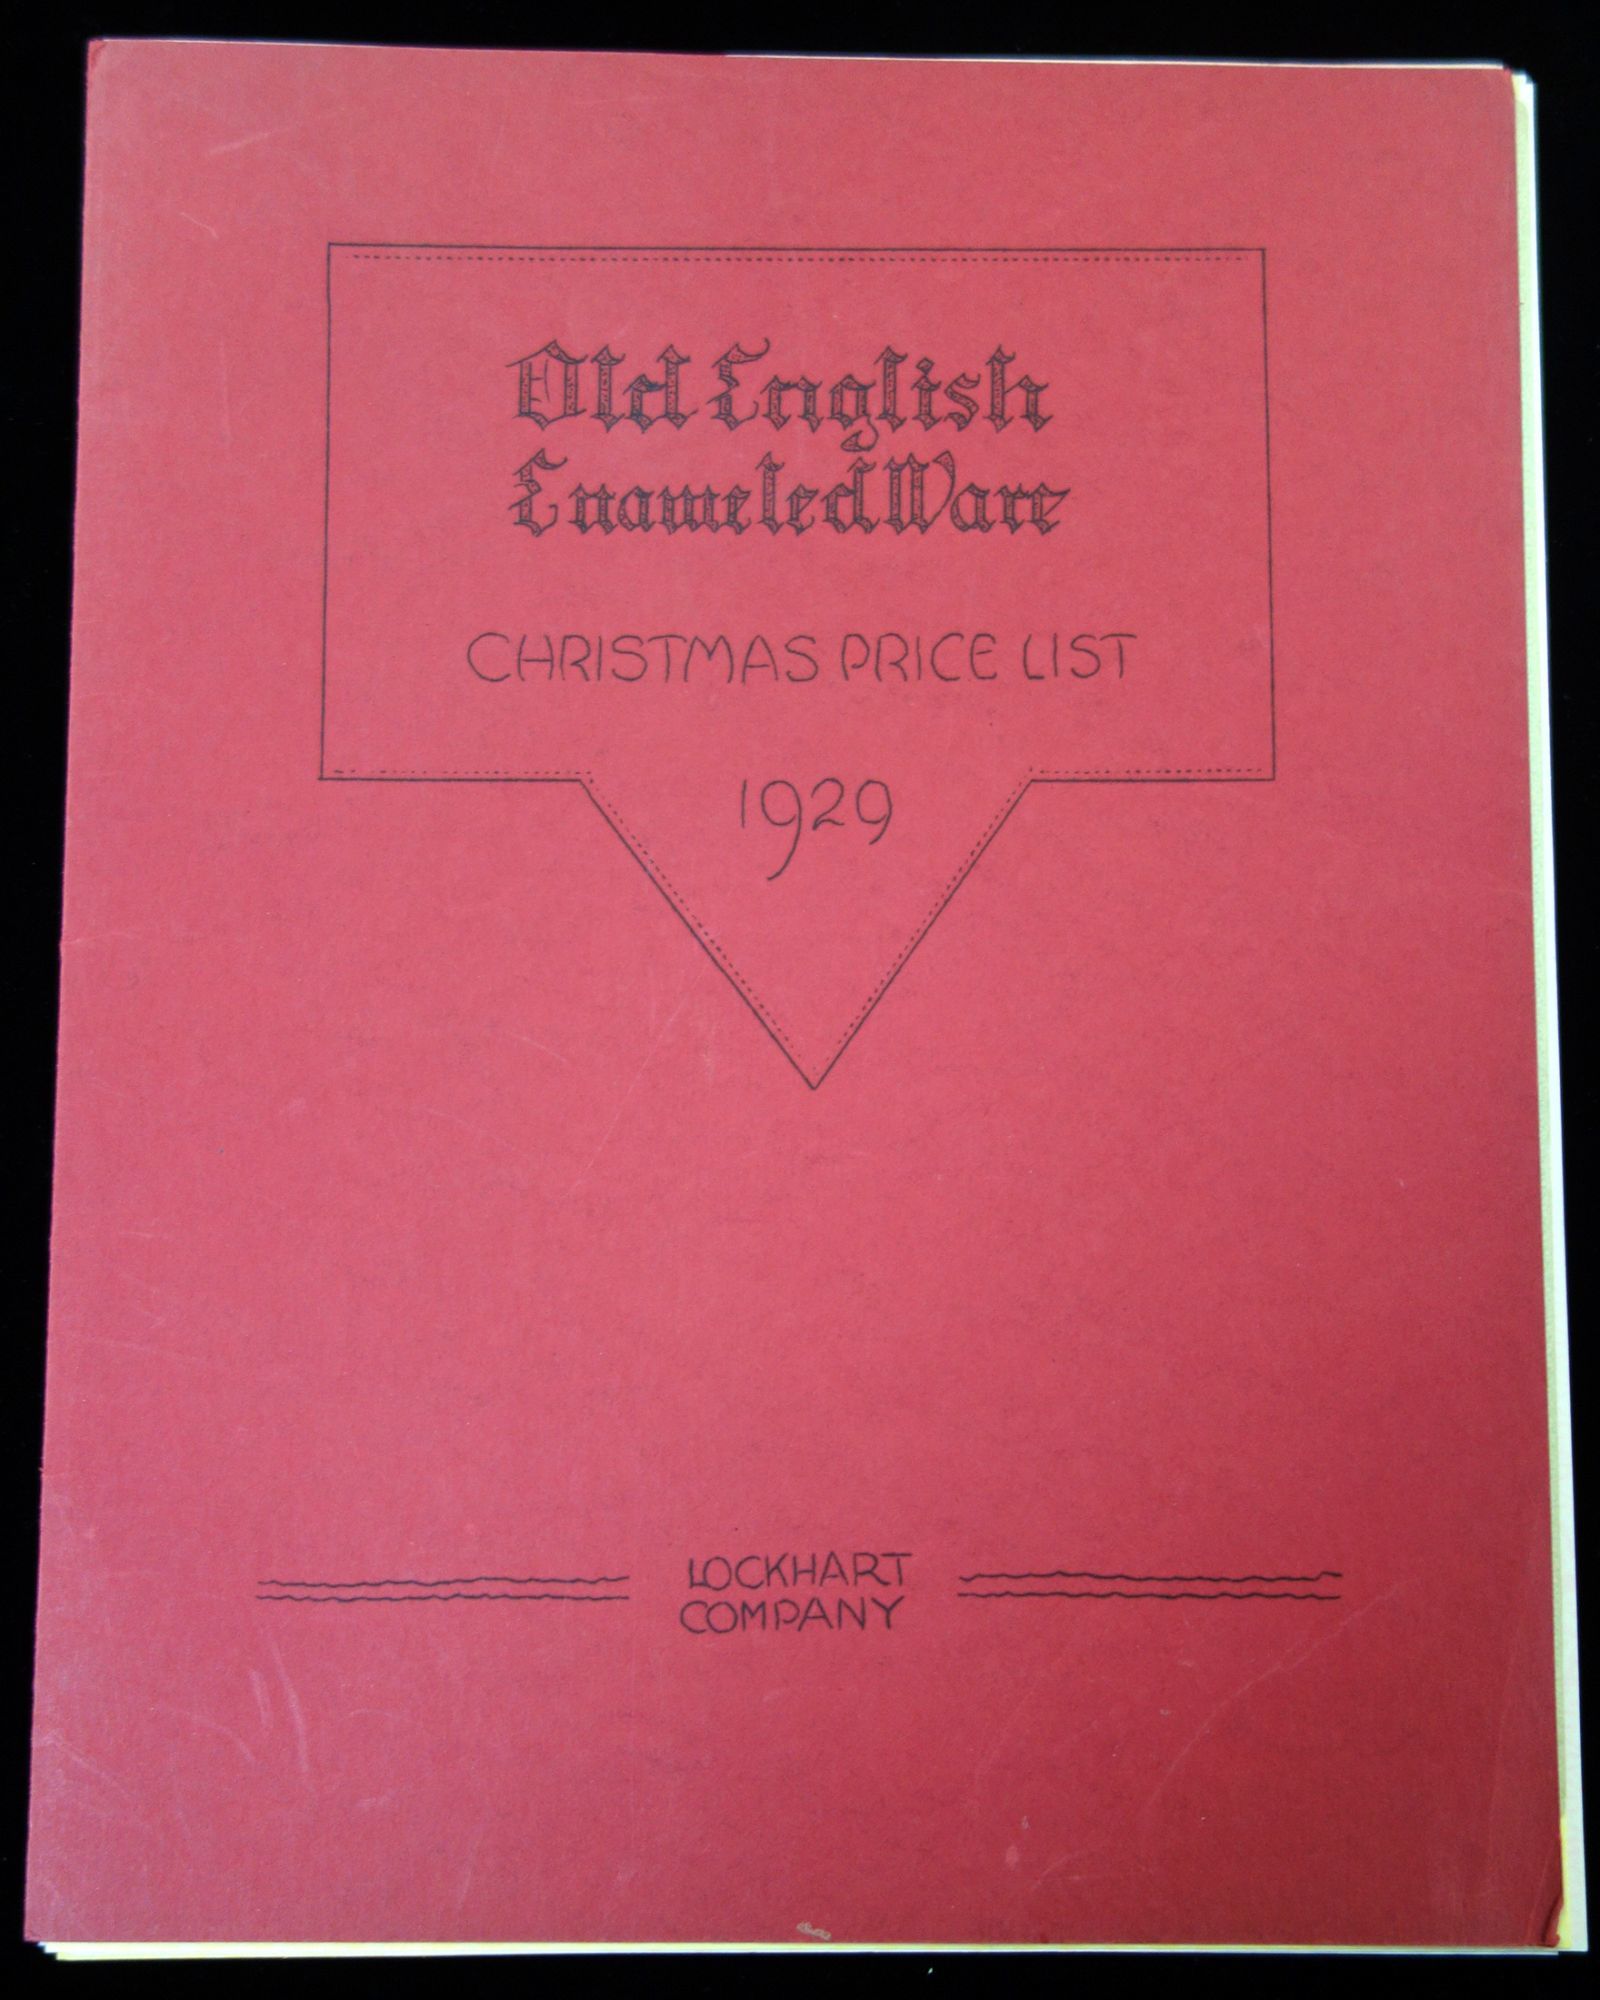 Old English
Enameled Ware
CHRISTMAS PRICE LIST
1929
LOCKHART
COMPANY